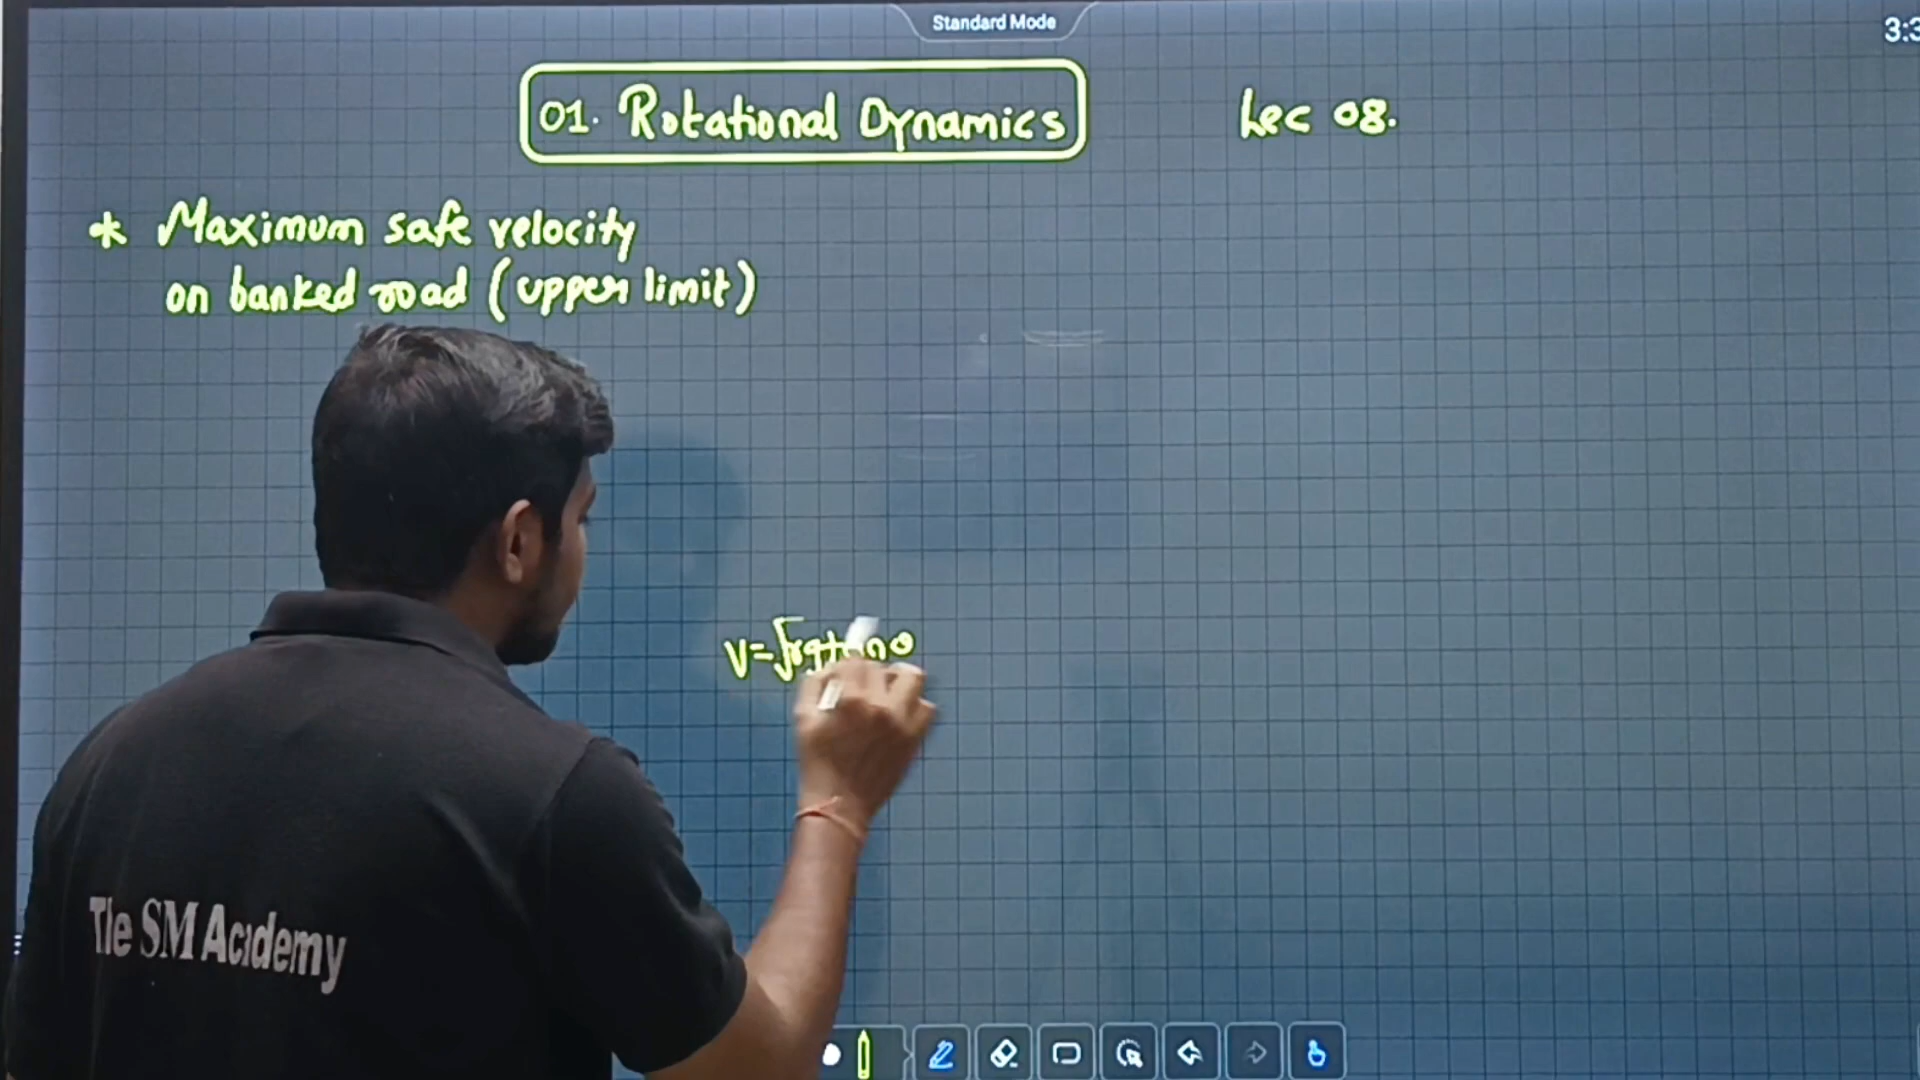 Standard Mode
3:3
01. Rotational Dynamics
Lec 08.
* Maximum safe velocity
on banked road (upper limit)
V=√rgtanθ
The SM Academy